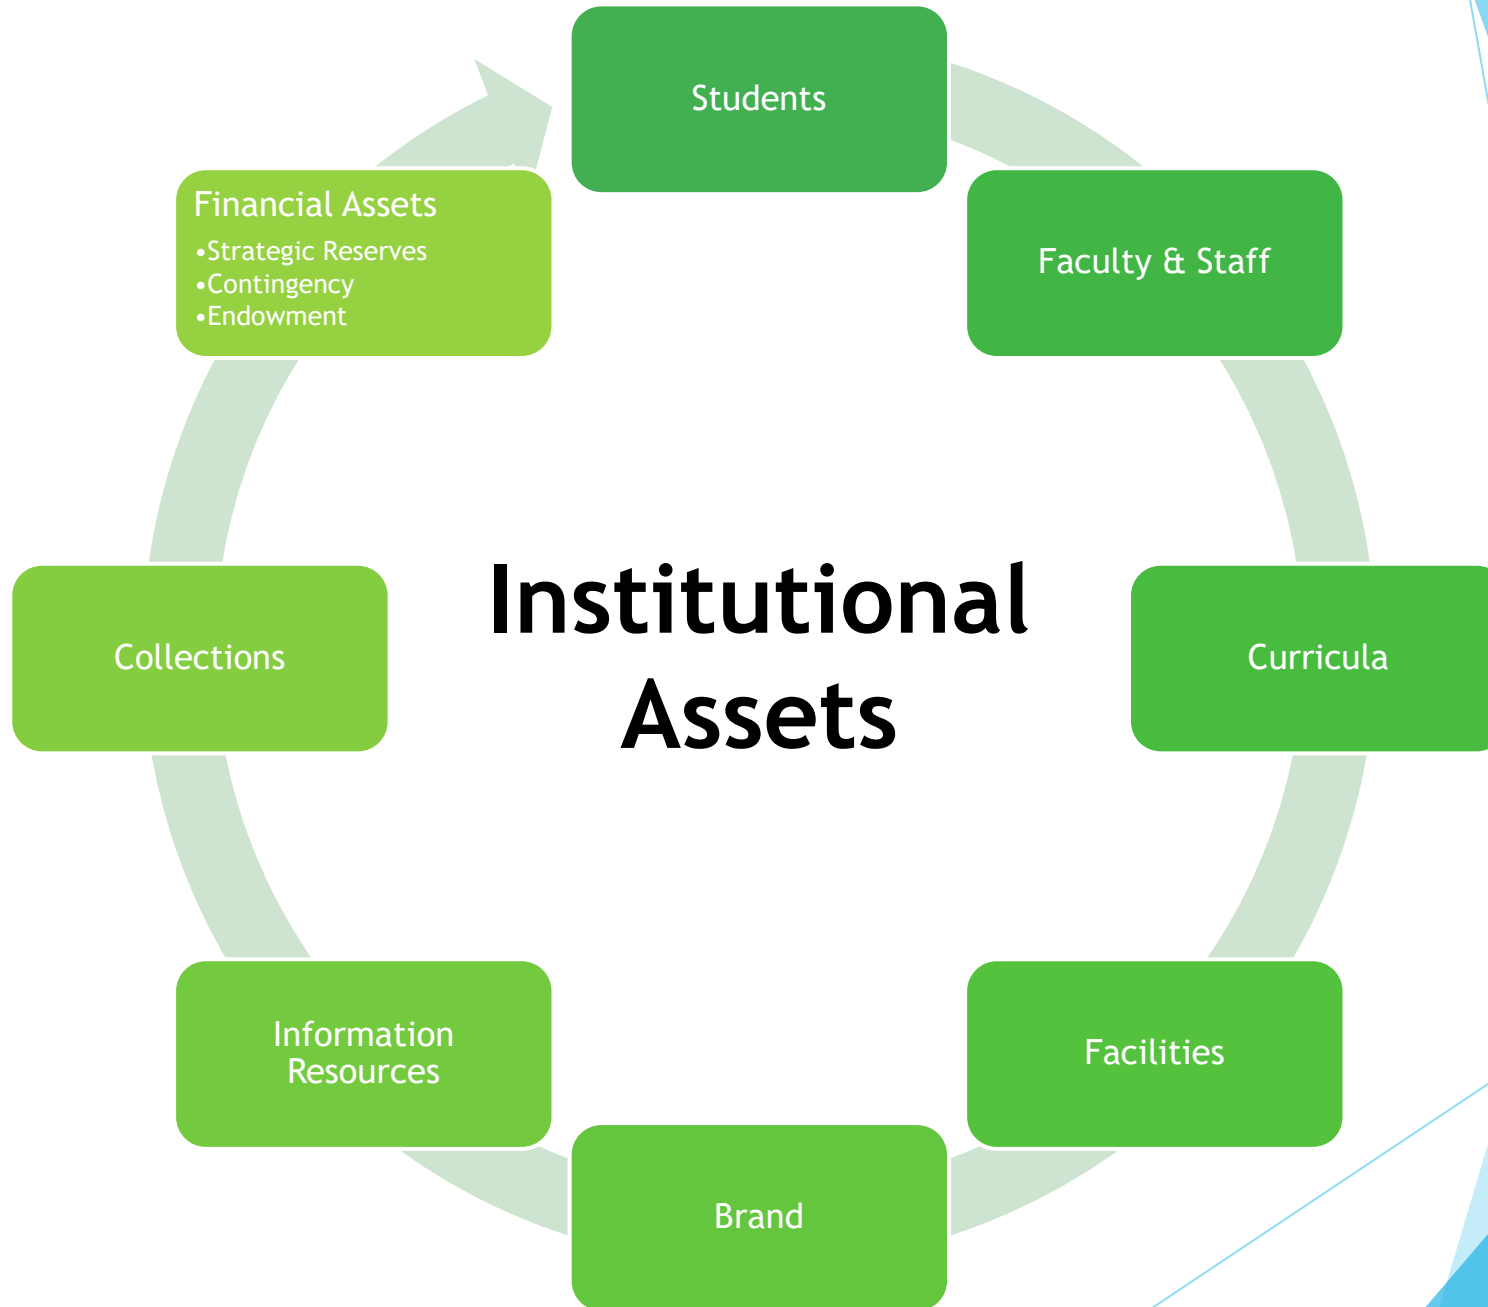 Students
Faculty & Staff
Curricula
Facilities
Brand
Information
Resources
Collections
Financial Assets
•Strategic Reserves
•Contingency
•Endowment
Institutional
Assets